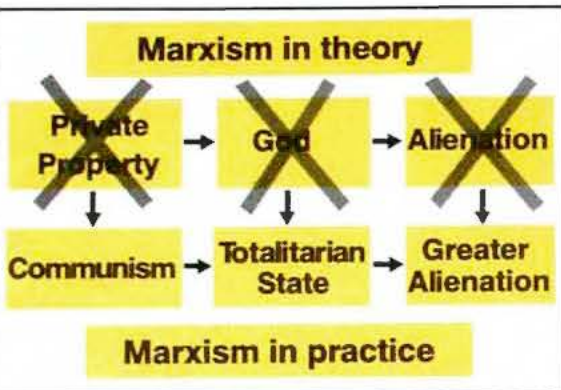 Marxism in theory
Private
Property
God
Alienation
Communism
Totalitarian
State
Greater
Alienation
Marxism in practice